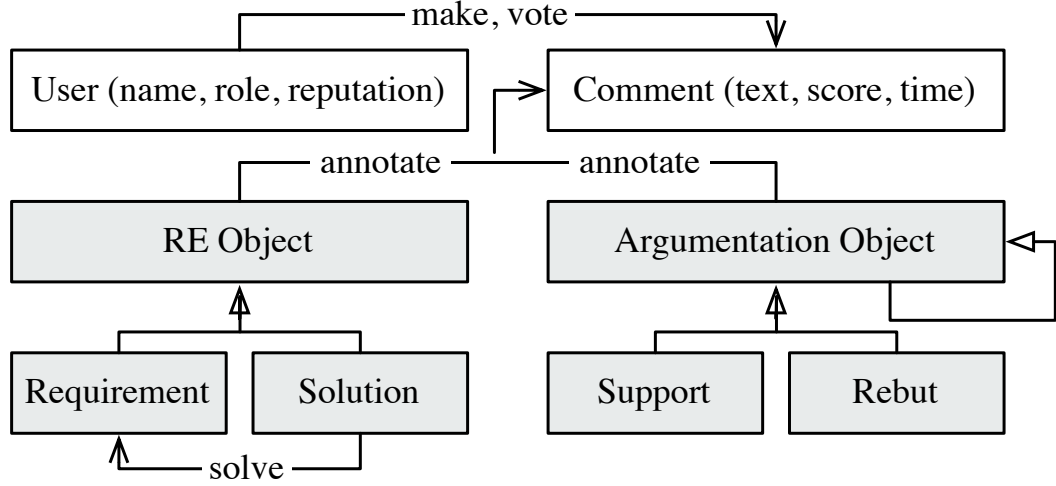 make, vote
User (name, role, reputation)
Comment (text, score, time)
annotate
annotate
RE Object
Argumentation Object
Requirement
Solution
Support
Rebut
solve